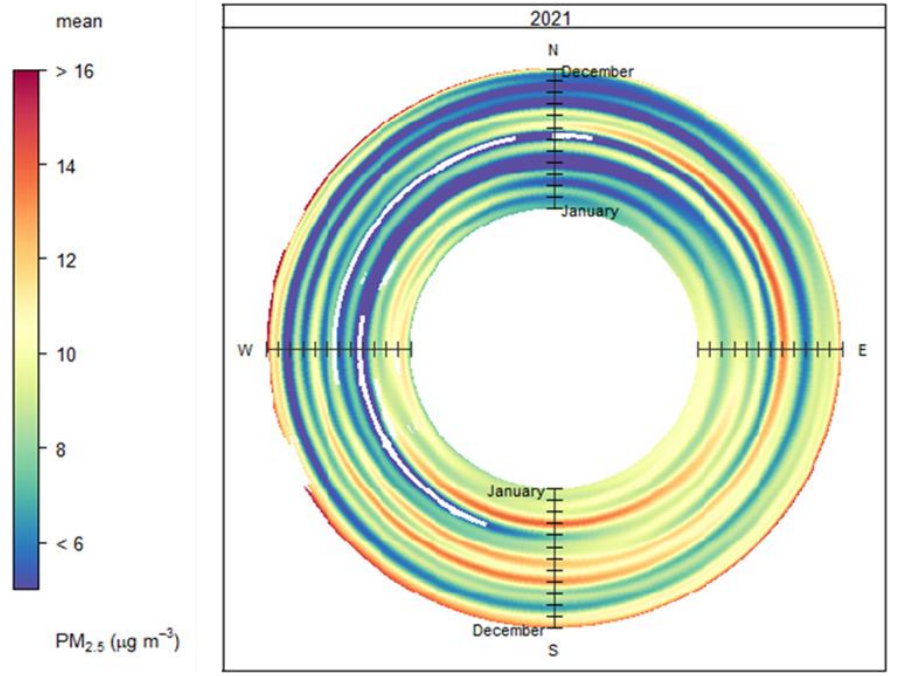 mean
> 16
14
12
10
8
< 6
PM2.5 (μg m−3)
2021
N
December
January
W
E
January
December
S